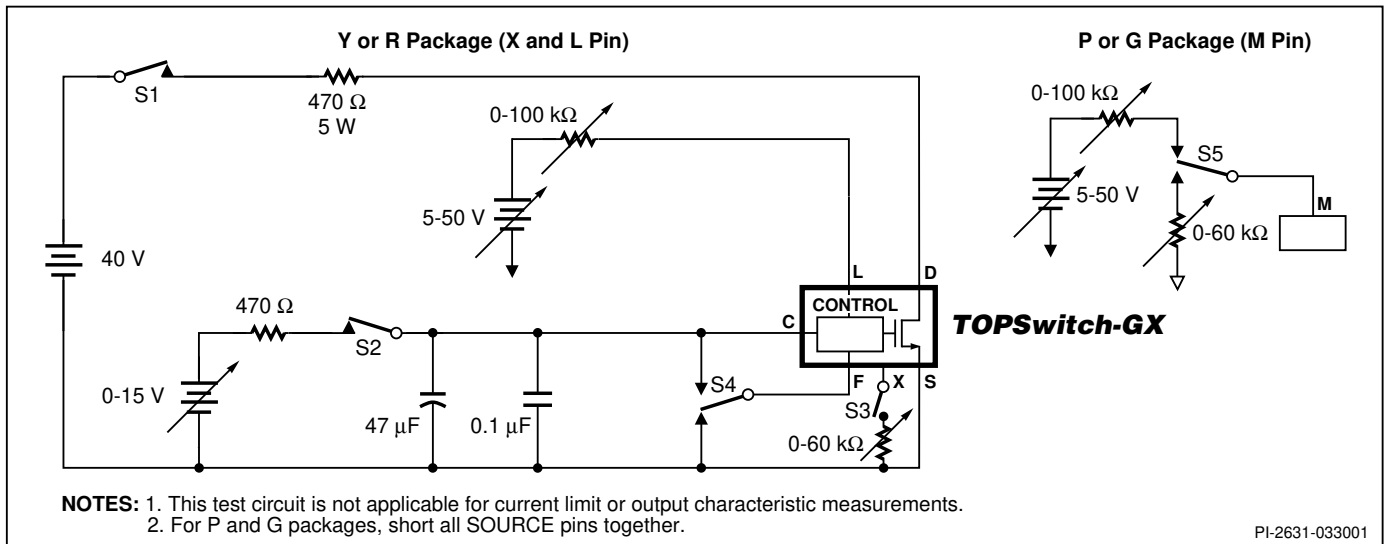 Y or R Package (X and L Pin)
P or G Package (M Pin)
S1
470 Ω
5 W
0-100 kΩ
5-50 V
40 V
0-100 kΩ
S5
5-50 V
0-60 kΩ
M
L
D
CONTROL
C
TOPSwitch-GX
F
X
S
470 Ω
S2
0-15 V
47 µF
0.1 µF
S4
S3
0-60 kΩ
NOTES: 1. This test circuit is not applicable for current limit or output characteristic measurements.
2. For P and G packages, short all SOURCE pins together.
PI-2631-033001